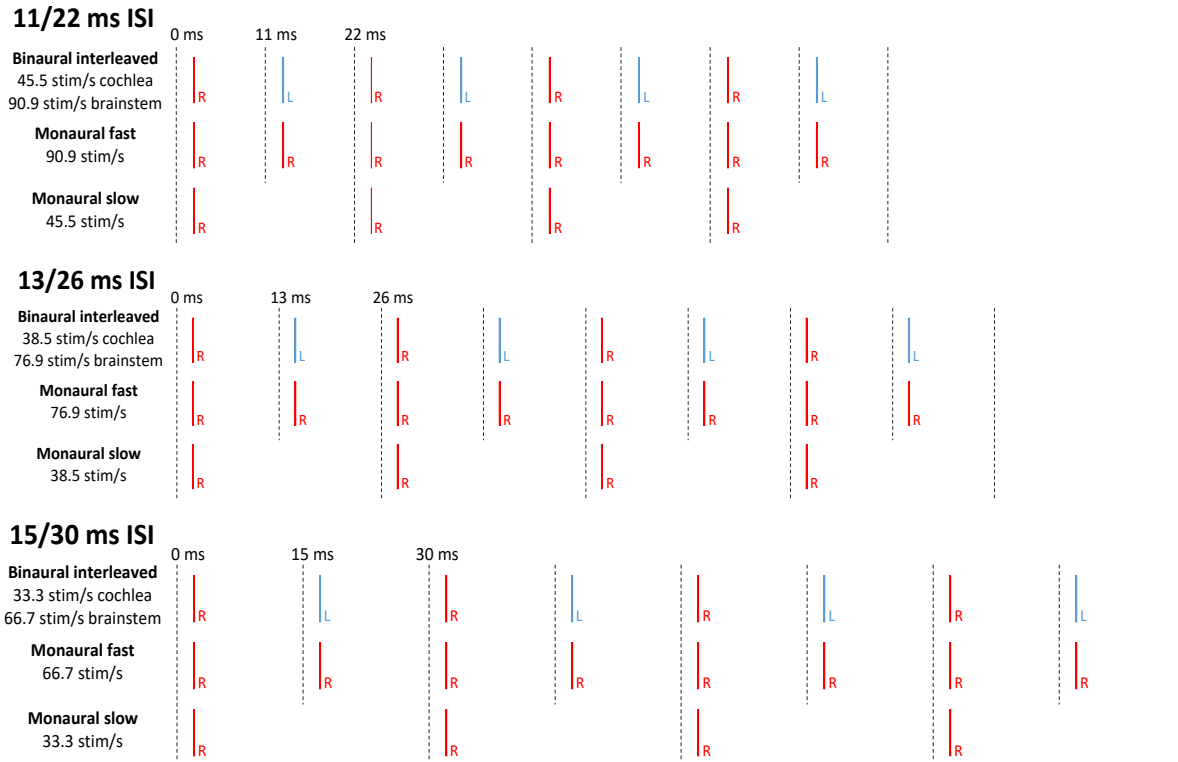 11/22 ms ISI
0 ms 11 ms 22 ms
Binaural interleaved
45.5 stim/s cochlea
90.9 stim/s brainstem
R L R L R L R L
Monaural fast
90.9 stim/s
R R R R R R R R
Monaural slow
45.5 stim/s
R R R R
13/26 ms ISI
0 ms 13 ms 26 ms
Binaural interleaved
38.5 stim/s cochlea
76.9 stim/s brainstem
R L R L R L R L
Monaural fast
76.9 stim/s
R R R R R R R R
Monaural slow
38.5 stim/s
R R R R
15/30 ms ISI
0 ms 15 ms 30 ms
Binaural interleaved
33.3 stim/s cochlea
66.7 stim/s brainstem
R L R L R L R L
Monaural fast
66.7 stim/s
R R R R R R R R
Monaural slow
33.3 stim/s
R R R R